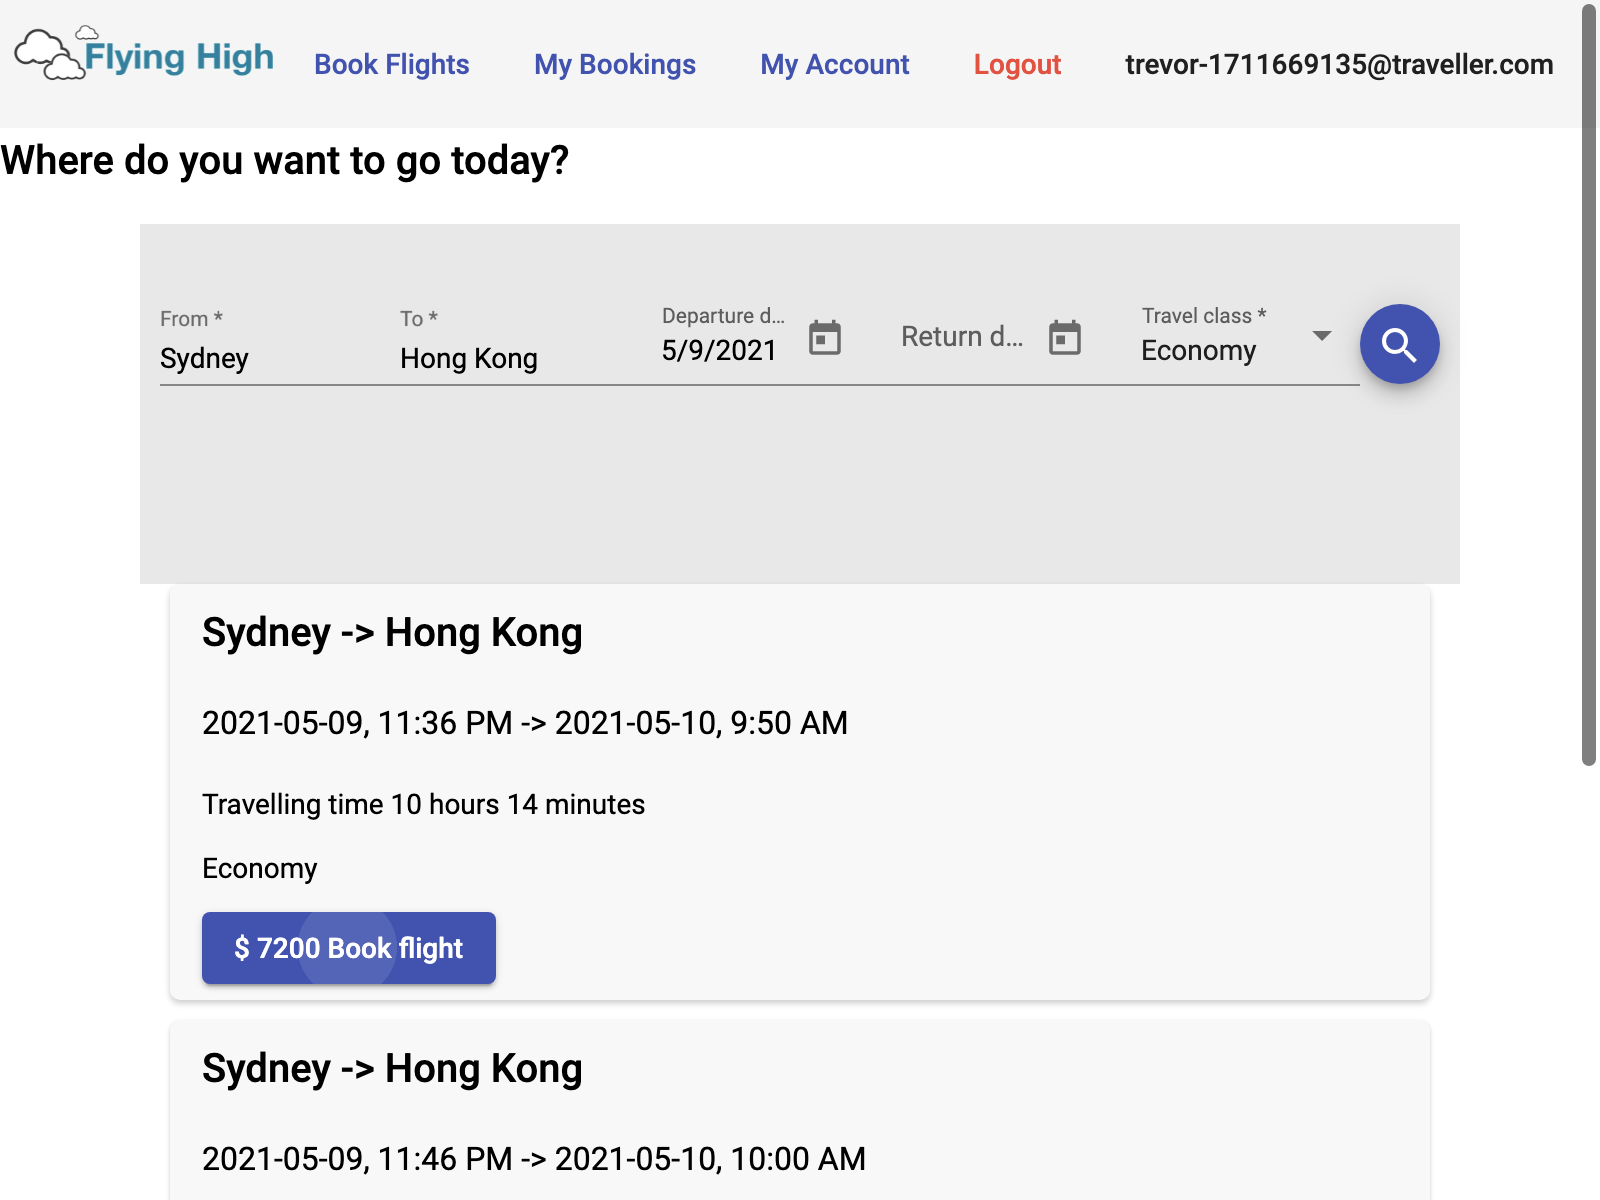 Flying High
Book Flights
My Bookings
My Account
Logout
trevor-1711669135@traveller.com
Where do you want to go today?
From *
Sydney
To *
Hong Kong
Departure d...
5/9/2021
Return d...
Travel class *
Economy
Sydney -> Hong Kong
2021-05-09, 11:36 PM -> 2021-05-10, 9:50 AM
Travelling time 10 hours 14 minutes
Economy
$ 7200 Book flight
Sydney -> Hong Kong
2021-05-09, 11:46 PM -> 2021-05-10, 10:00 AM